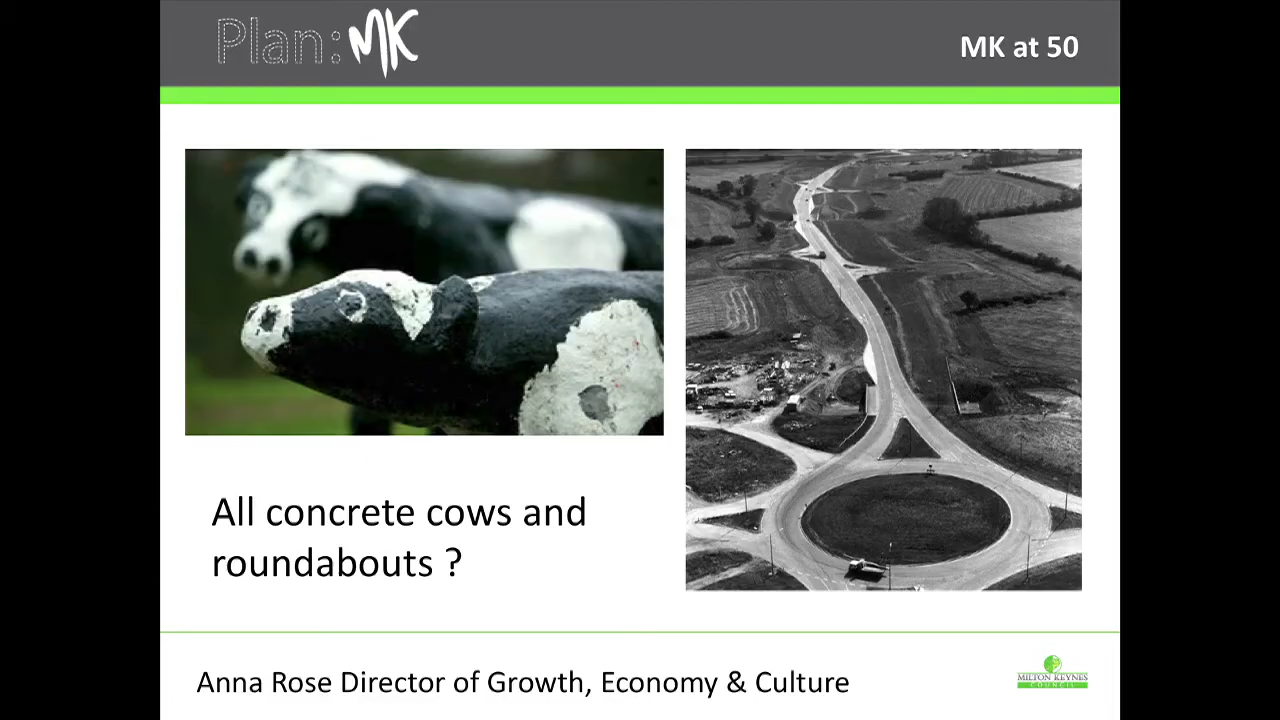 Plan:MK
MK at 50
All concrete cows and
roundabouts ?
Anna Rose Director of Growth, Economy & Culture
MILTON KEYNES
COUNCIL